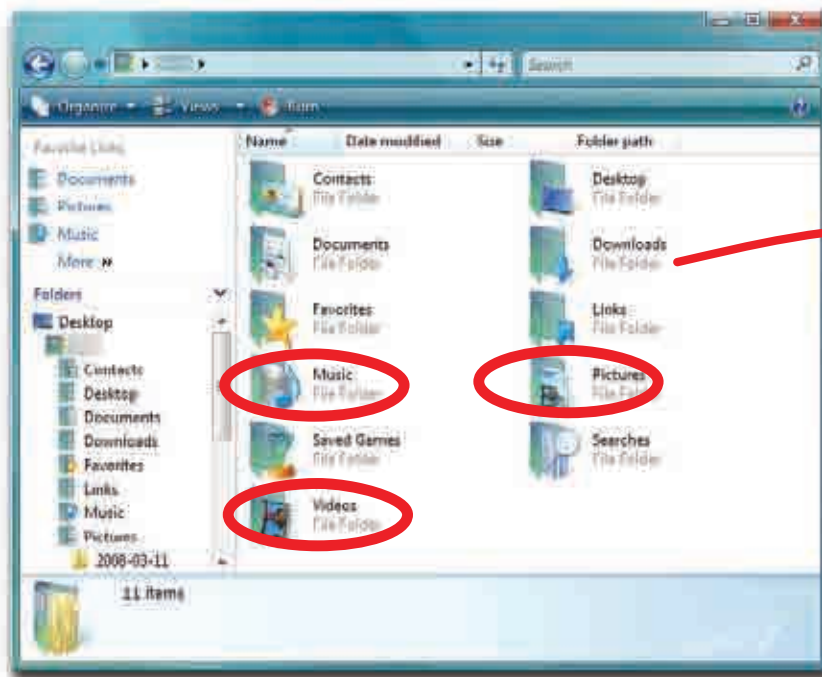 Search
Organize Views Burn
Favorite Links
Documents
Pictures
Music
More »
Folders
Desktop
Contacts
Desktop
Documents
Downloads
Favorites
Links
Music
Pictures
2008-03-11
Name Date modified Size Folder path
Contacts
File Folder
Desktop
File Folder
Documents
File Folder
Downloads
File Folder
Favorites
File Folder
Links
File Folder
Music
File Folder
Pictures
File Folder
Saved Games
File Folder
Searches
File Folder
Videos
File Folder
11 items